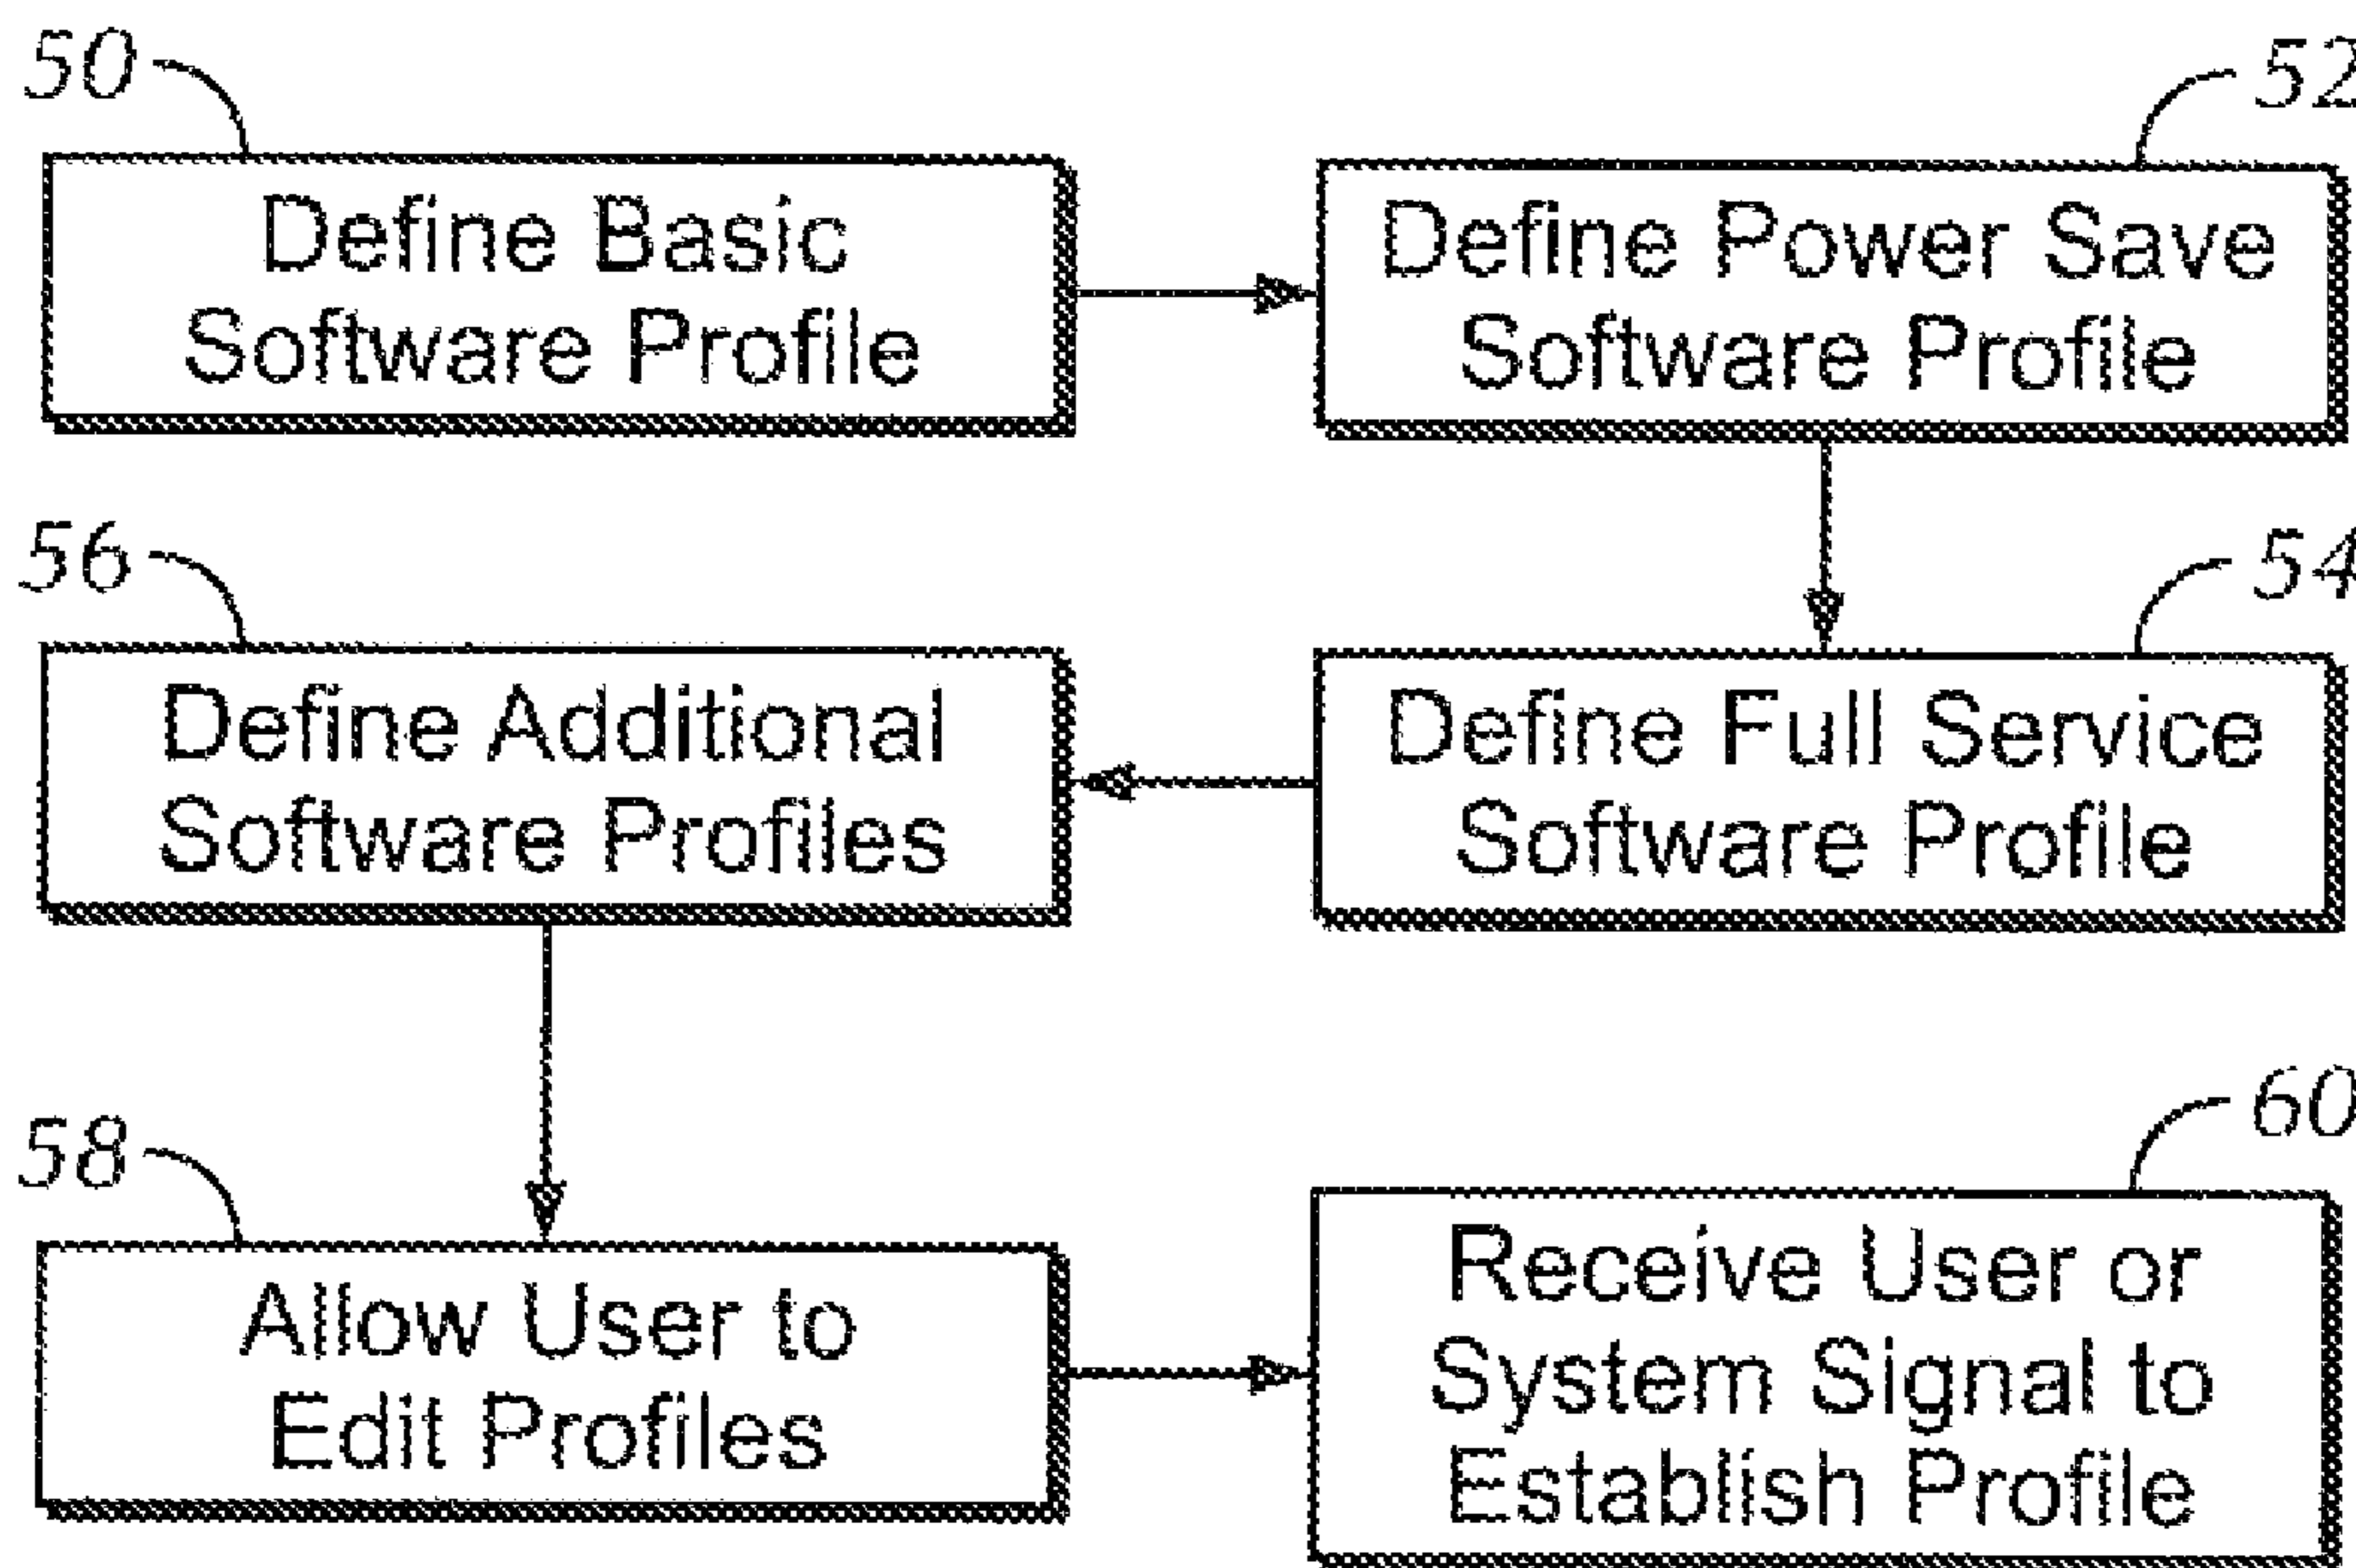 50
Define Basic
Software Profile
52
Define Power Save
Software Profile
56
Define Additional
Software Profiles
54
Define Full Service
Software Profile
58
Allow User to
Edit Profiles
60
Receive User or
System Signal to
Establish Profile